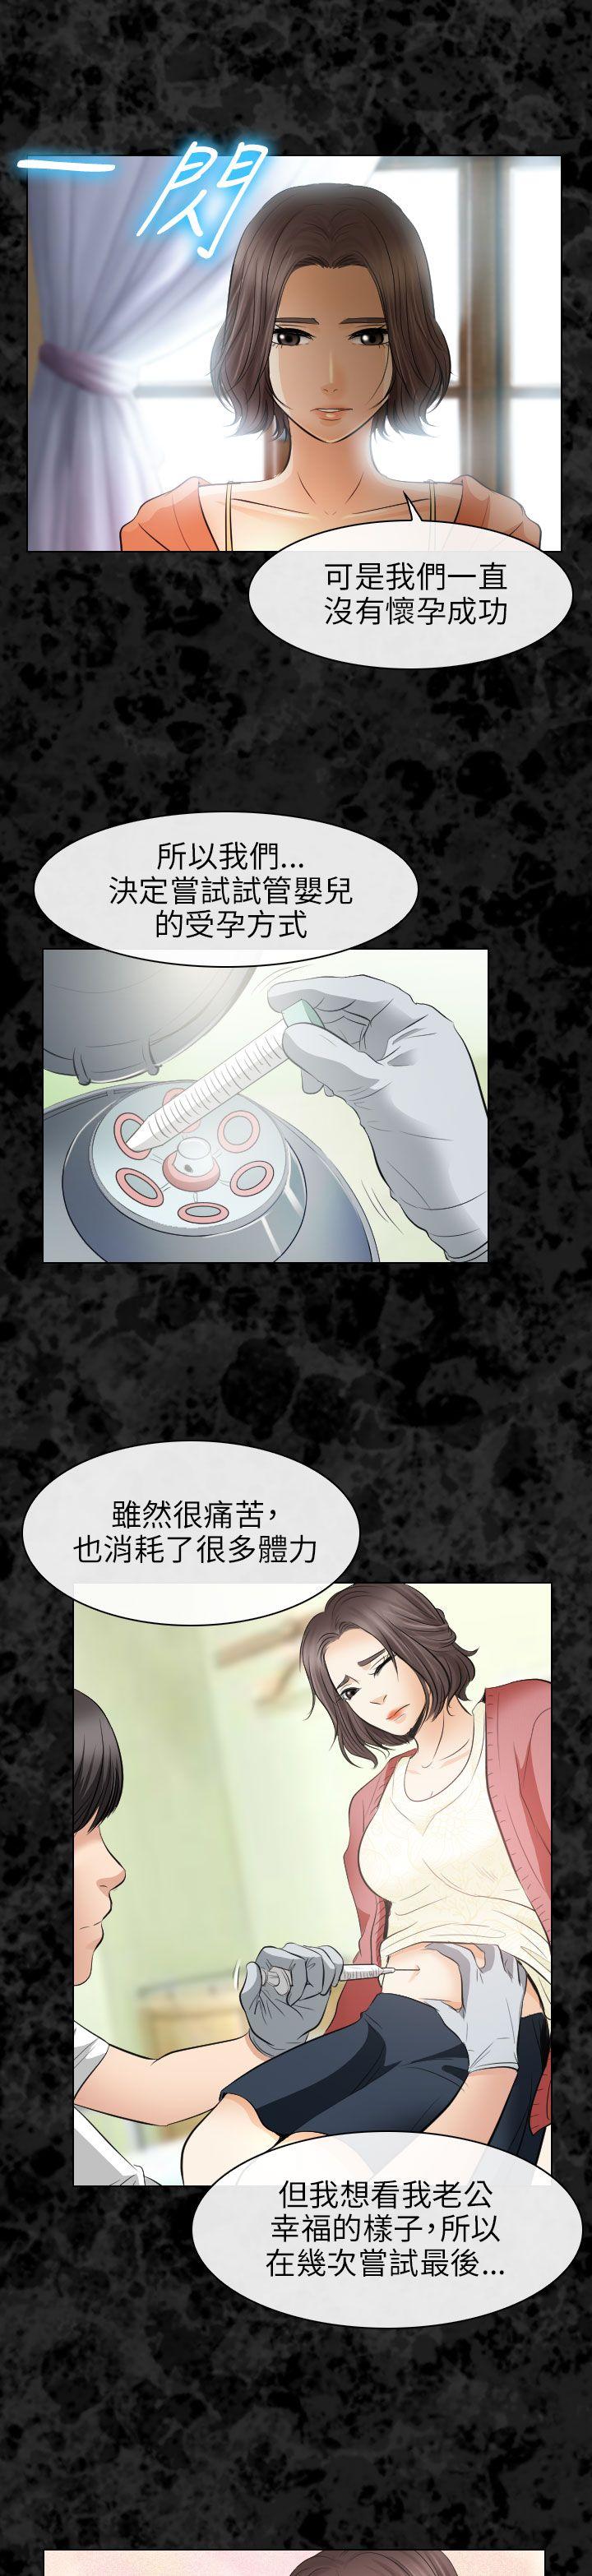 一閃
可是我們一直
沒有懷孕成功
所以我們...
決定嘗試試管嬰兒
的受孕方式
雖然很痛苦，
也消耗了很多體力
但我想看我老公
幸福的樣子，所以
在幾次嘗試最後...